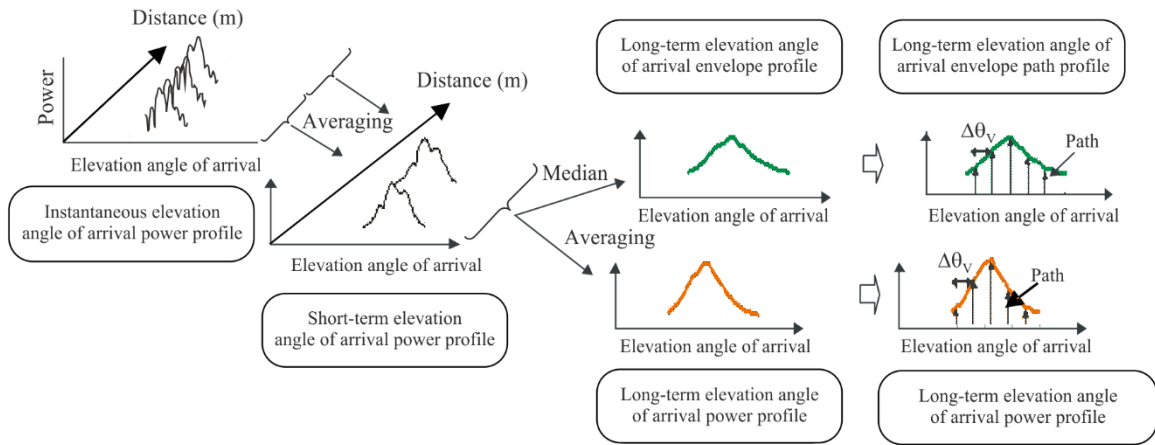 Distance (m)
Power
Elevation angle of arrival
Instantaneous elevation
angle of arrival power profile
Averaging
Distance (m)
Elevation angle of arrival
Short-term elevation
angle of arrival power profile
Median
Averaging
Long-term elevation angle
of arrival envelope profile
Elevation angle of arrival
Long-term elevation angle of
arrival envelope path profile
ΔθV
Path
Elevation angle of arrival
Elevation angle of arrival
Long-term elevation angle
of arrival power profile
ΔθV
Path
Elevation angle of arrival
Long-term elevation angle
of arrival power profile